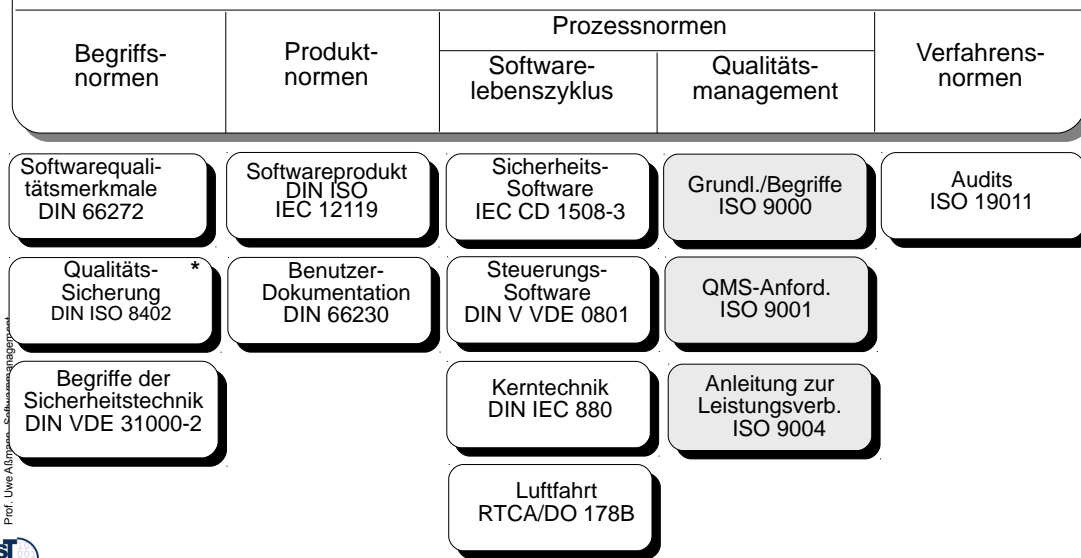 Begriffs-
normen
Produkt-
normen
Prozessnormen
Software-
lebenszyklus
Qualitäts-
management
Verfahrens-
normen
Softwarequali-
tätsmerkmale
DIN 66272
Softwareprodukt
DIN ISO
IEC 12119
Sicherheits-
Software
IEC CD 1508-3
Grundl./Begriffe
ISO 9000
Audits
ISO 19011
Qualitäts- *
Sicherung
DIN ISO 8402
Benutzer-
Dokumentation
DIN 66230
Steuerungs-
Software
DIN V VDE 0801
QMS-Anford.
ISO 9001
Begriffe der
Sicherheitstechnik
DIN VDE 31000-2
Kerntechnik
DIN IEC 880
Anleitung zur
Leistungsverb.
ISO 9004
Luftfahrt
RTCA/DO 178B
Prof. Uwe Aßmann, Softwaremanagement
ST